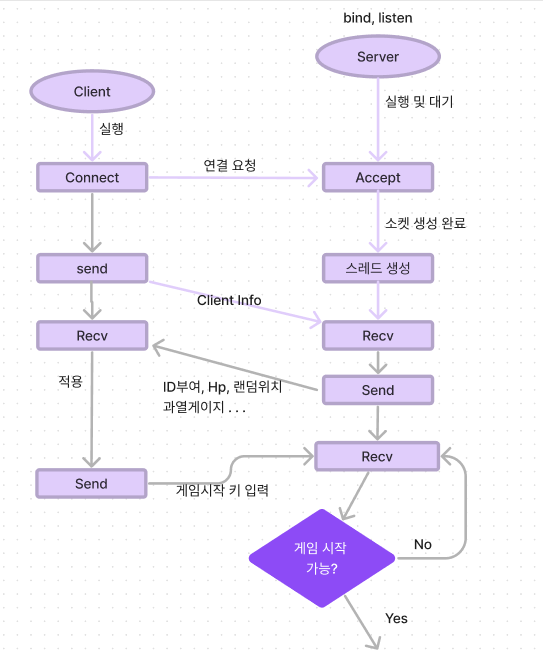 bind, listen
Server
Client
실행 및 대기
실행
연결 요청
Connect
Accept
소켓 생성 완료
send
스레드 생성
Client Info
Recv
Recv
적용
ID부여, Hp, 랜덤위치
과열게이지 . . .
Send
Recv
Send
게임시작 키 입력
게임 시작
가능?
No
Yes